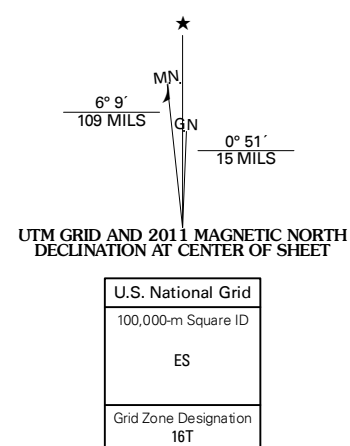 ★
MN.
6° 9´
109 MILS
GN
0° 51´
15 MILS
UTM GRID AND 2011 MAGNETIC NORTH
DECLINATION AT CENTER OF SHEET
U.S. National Grid
100,000-m Square ID
ES
Grid Zone Designation
16T